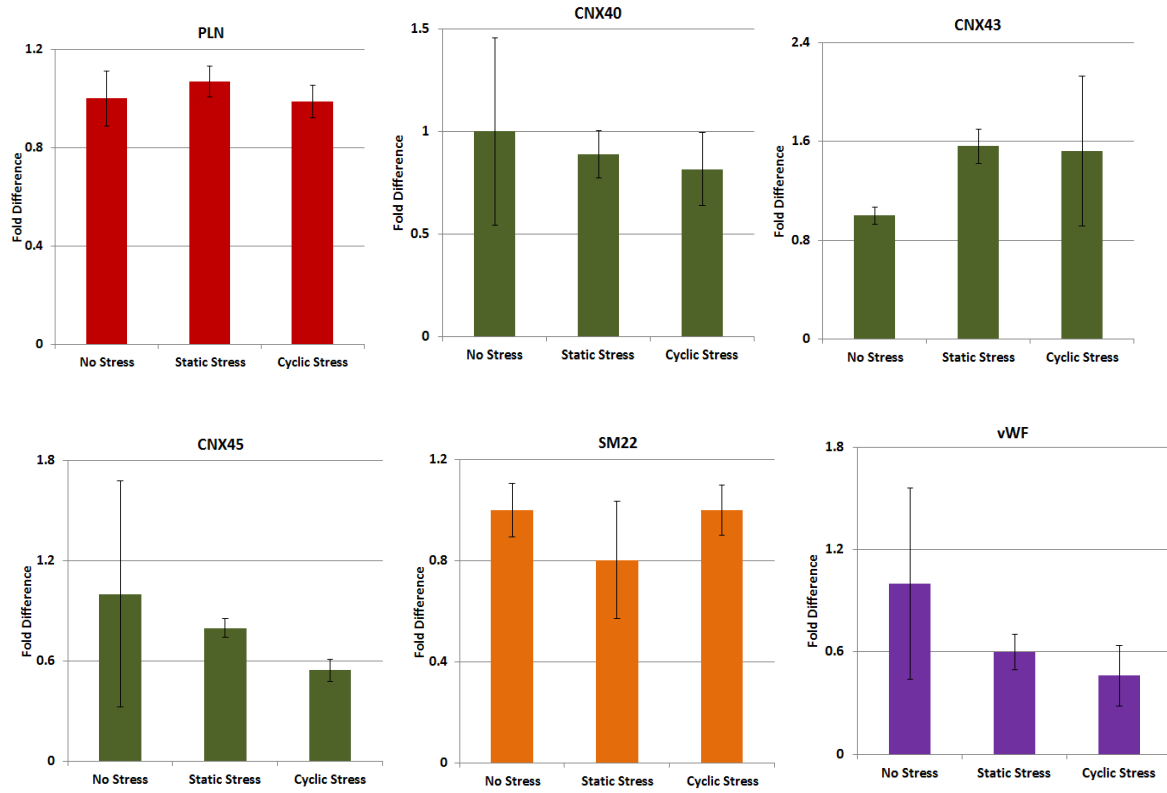 PLN
1.2
0.8
0.4
0
Fold Difference
No Stress Static Stress Cyclic Stress
CNX40
1.5
1
0.5
0
Fold Difference
No Stress Static Stress Cyclic Stress
CNX43
2.4
1.6
0.8
0
Fold Difference
No Stress Static Stress Cyclic Stress
CNX45
1.8
1.2
0.6
0
Fold Difference
No Stress Static Stress Cyclic Stress
SM22
1.2
0.8
0.4
0
Fold Difference
No Stress Static Stress Cyclic Stress
vWF
1.8
1.2
0.6
0
Fold Difference
No Stress Static Stress Cyclic Stress